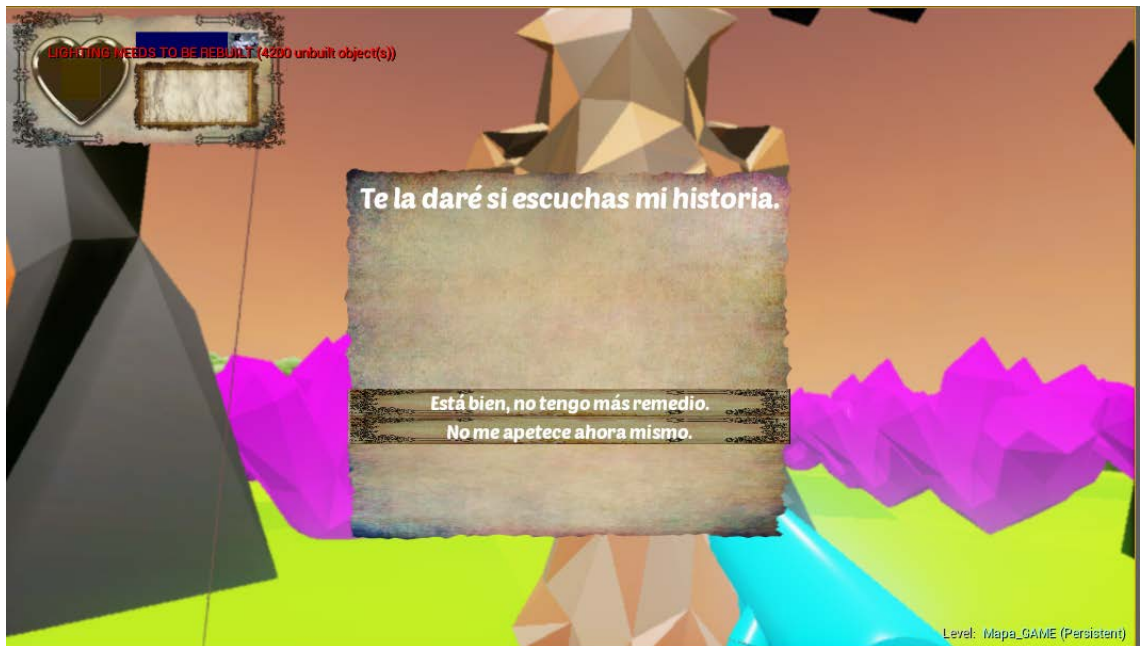 LIGHTING NEEDS TO BE REBUILT (4200 unbuilt object(s))
Te la daré si escuchas mi historia.
Está bien, no tengo más remedio.
No me apetece ahora mismo.
Level: Mapa_GAME (Persistent)